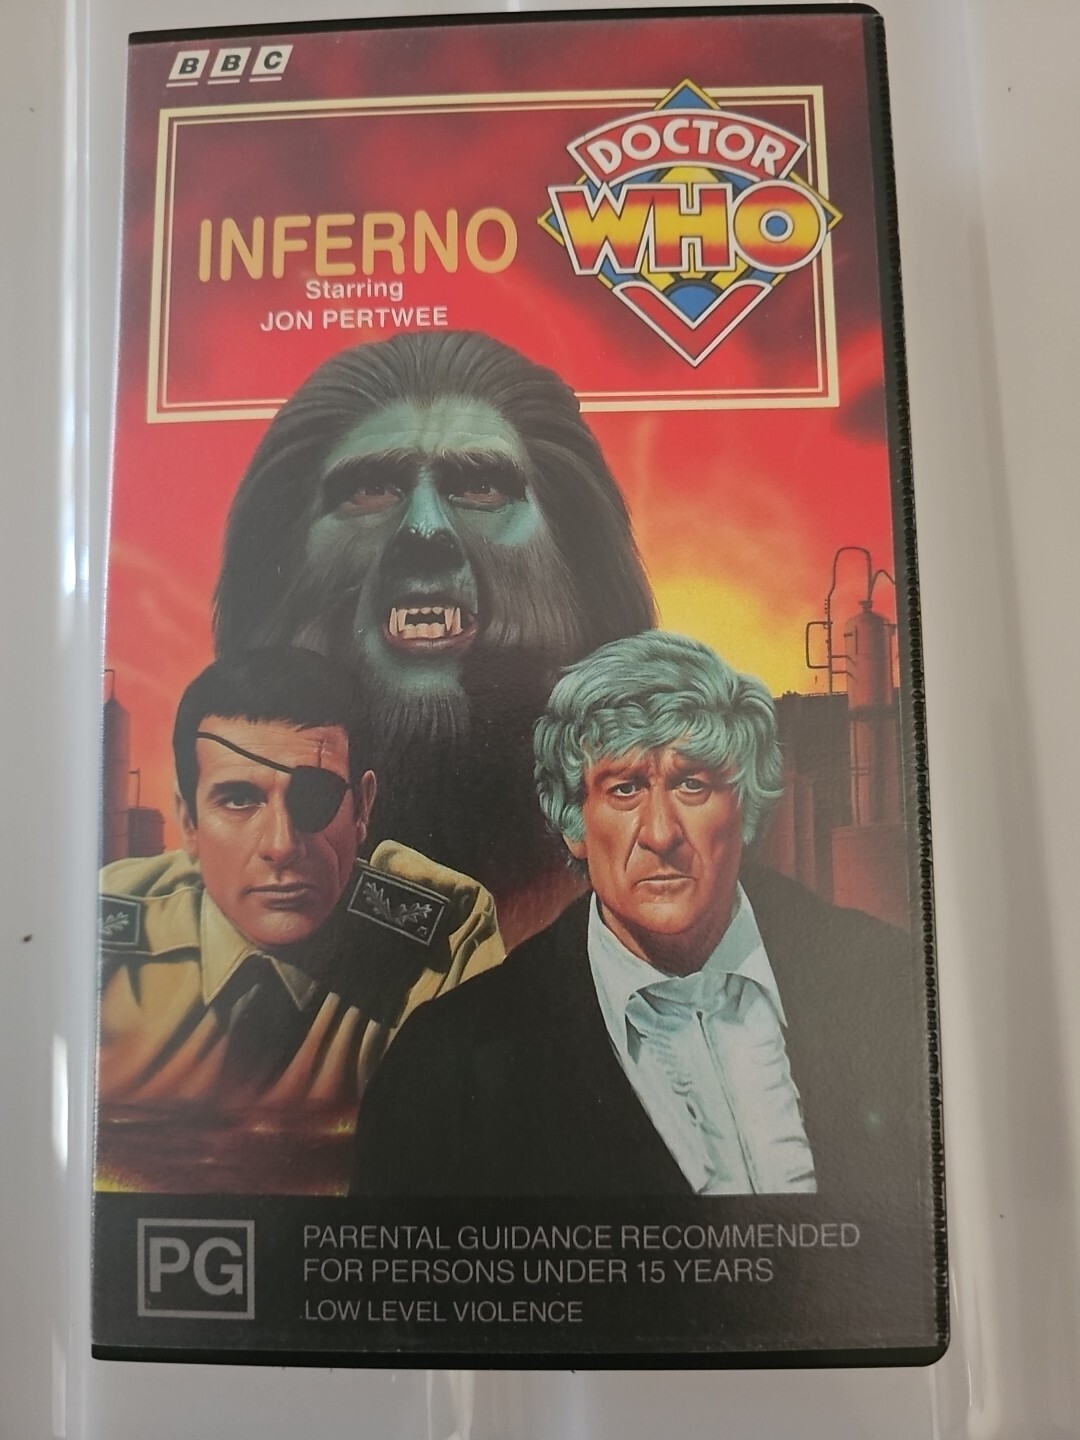 BBC
DOCTOR
WHO
INFERNO
Starring
JON PERTWEE
PG
PARENTAL GUIDANCE RECOMMENDED
FOR PERSONS UNDER 15 YEARS
LOW LEVEL VIOLENCE